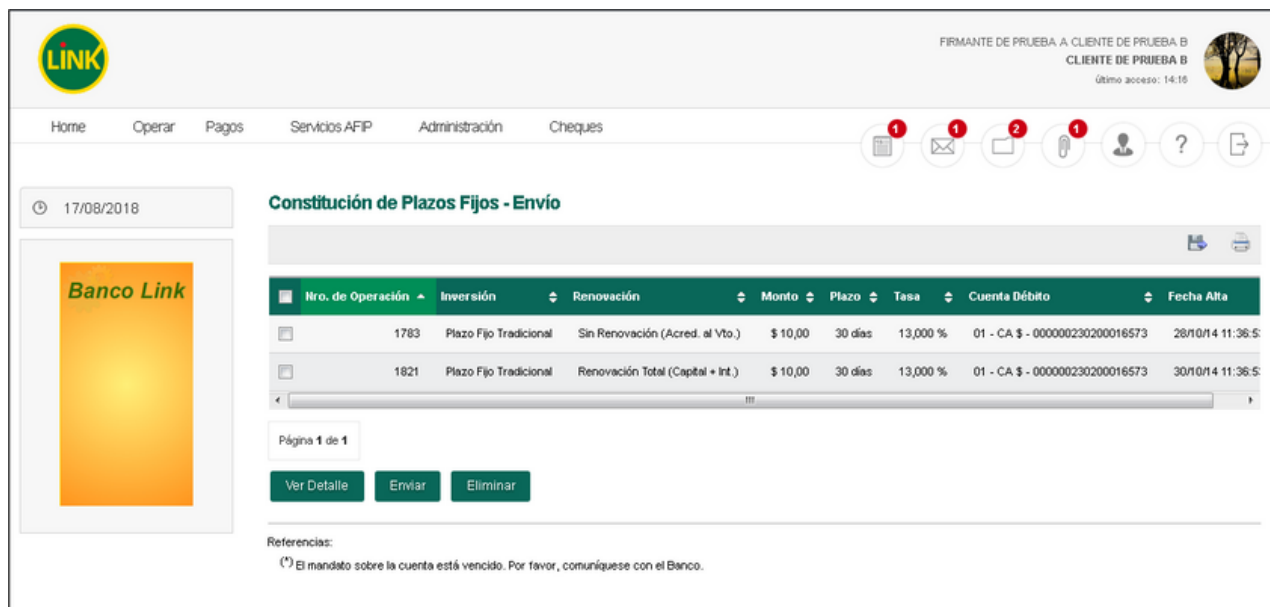 LINK
FIRMANTE DE PRUEBA A CLIENTE DE PRUEBA B
CLIENTE DE PRUEBA B
último acceso: 14:16
Home Operar Pagos Servicios AFIP Administración Cheques
1 1 2 1 ?
17/08/2018
Constitución de Plazos Fijos - Envío
Banco Link
Nro. de Operación Inversión Renovación Monto Plazo Tasa Cuenta Débito Fecha Alta
1783 Plazo Fijo Tradicional Sin Renovación (Acred. al Vto.) $ 10,00 30 días 13,000 % 01 - CA $ - 000000230200016573 28/10/14 11:36:5
1821 Plazo Fijo Tradicional Renovación Total (Capital + Int.) $ 10,00 30 días 13,000 % 01 - CA $ - 000000230200016573 30/10/14 11:36:5
Página 1 de 1
Ver Detalle Enviar Eliminar
Referencias:
(*) El mandato sobre la cuenta está vencido. Por favor, comuníquese con el Banco.